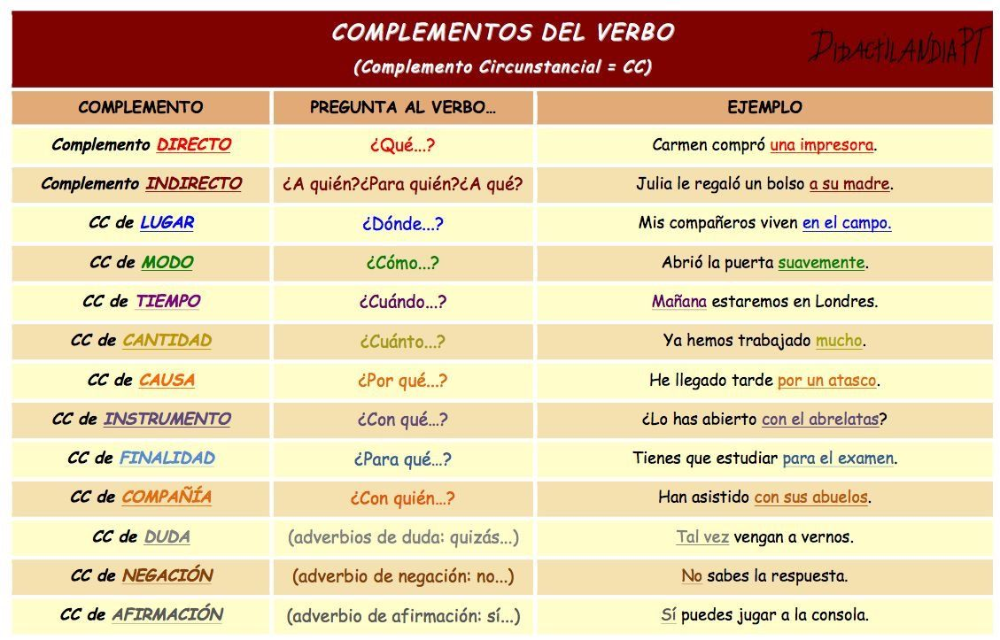 COMPLEMENTOS DEL VERBO
(Complemento Circunstancial = CC)
DIDACTILANDIA PT
COMPLEMENTO PREGUNTA AL VERBO... EJEMPLO
Complemento DIRECTO ¿Qué...? Carmen compró una impresora.
Complemento INDIRECTO ¿A quién?¿Para quién?¿A qué? Julia le regaló un bolso a su madre.
CC de LUGAR ¿Dónde...? Mis compañeros viven en el campo.
CC de MODO ¿Cómo...? Abrió la puerta suavemente.
CC de TIEMPO ¿Cuándo...? Mañana estaremos en Londres.
CC de CANTIDAD ¿Cuánto...? Ya hemos trabajado mucho.
CC de CAUSA ¿Por qué...? He llegado tarde por un atasco.
CC de INSTRUMENTO ¿Con qué...? ¿Lo has abierto con el abrelatas?
CC de FINALIDAD ¿Para qué...? Tienes que estudiar para el examen.
CC de COMPAÑÍA ¿Con quién...? Han asistido con sus abuelos.
CC de DUDA (adverbios de duda: quizás...) Tal vez vengan a vernos.
CC de NEGACIÓN (adverbio de negación: no...) No sabes la respuesta.
CC de AFIRMACIÓN (adverbio de afirmación: sí...) Sí puedes jugar a la consola.